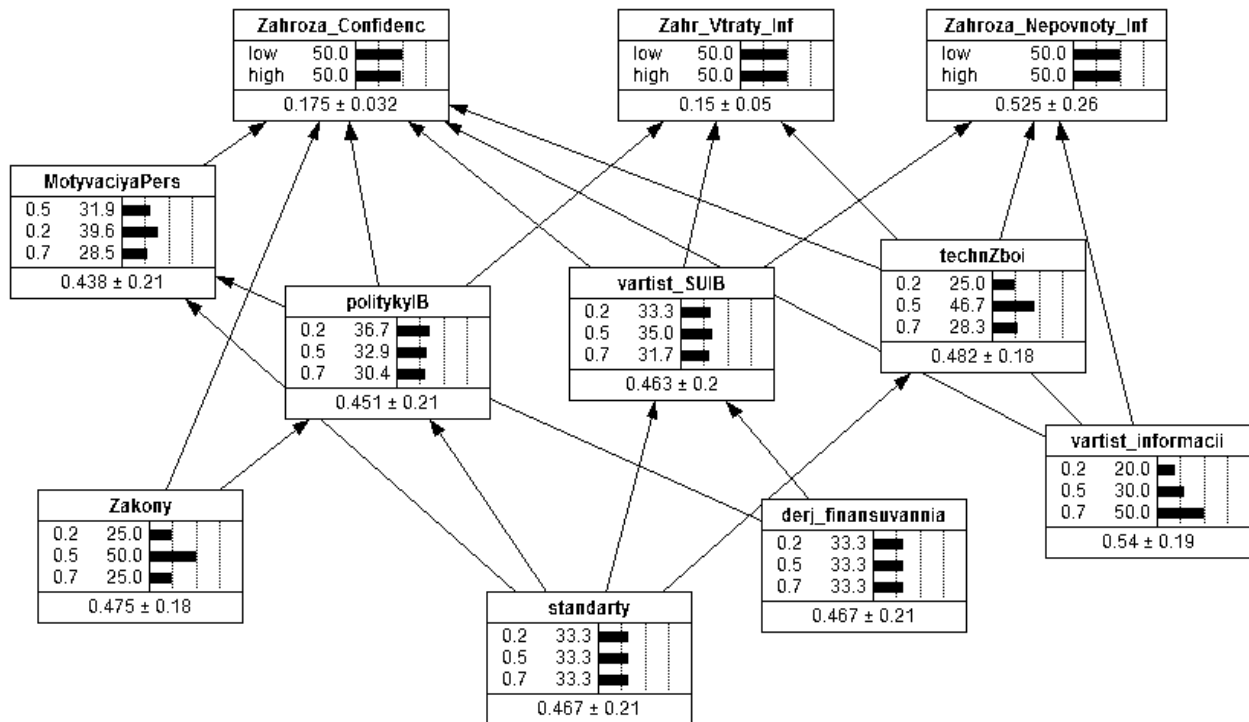 Zahroza_Confidenc
low 50.0
high 50.0
0.175 ± 0.032
Zahr_Vtraty_Inf
low 50.0
high 50.0
0.15 ± 0.05
Zahroza_Nepovnoty_Inf
low 50.0
high 50.0
0.525 ± 0.26
MotyvaciyaPers
0.5 31.9
0.2 39.6
0.7 28.5
0.438 ± 0.21
politykyIB
0.2 36.7
0.5 32.9
0.7 30.4
0.451 ± 0.21
vartist_SUIB
0.2 33.3
0.5 35.0
0.7 31.7
0.463 ± 0.2
technZboi
0.2 25.0
0.5 46.7
0.7 28.3
0.482 ± 0.18
vartist_informacii
0.2 20.0
0.5 30.0
0.7 50.0
0.54 ± 0.19
Zakony
0.2 25.0
0.5 50.0
0.7 25.0
0.475 ± 0.18
standarty
0.2 33.3
0.5 33.3
0.7 33.3
0.467 ± 0.21
derj_finansuvannia
0.2 33.3
0.5 33.3
0.7 33.3
0.467 ± 0.21